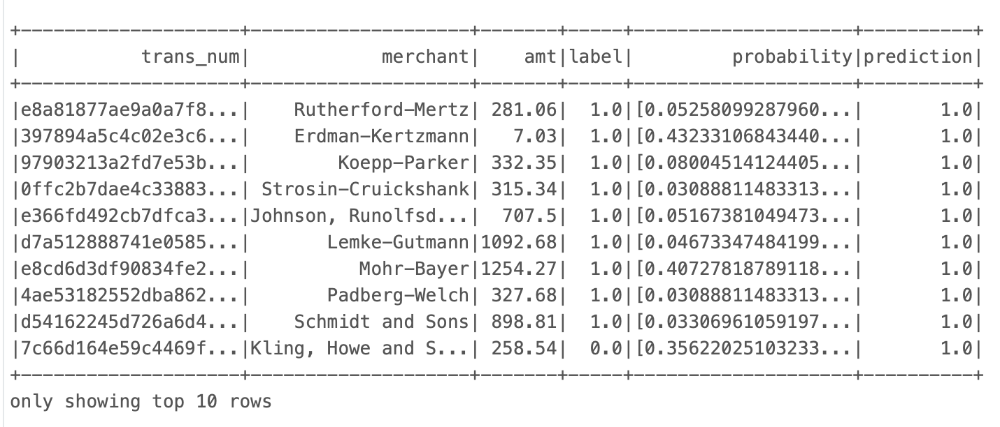 +--------------------+--------------------+-------+-----+--------------------+----------+
|           trans_num|            merchant|    amt|label|         probability|prediction|
+--------------------+--------------------+-------+-----+--------------------+----------+
|e8a81877ae9a0a7f8...|    Rutherford-Mertz| 281.06|  1.0|[0.05258099287960...|       1.0|
|397894a5c4c02e3c6...|    Erdman-Kertzmann|   7.03|  1.0|[0.43233106843440...|       1.0|
|97903213a2fd7e53b...|        Koepp-Parker| 332.35|  1.0|[0.08004514124405...|       1.0|
|0ffc2b7dae4c33883...| Strosin-Cruickshank| 315.34|  1.0|[0.03088811483313...|       1.0|
|e366fd492cb7dfca3...|Johnson, Runolfsd...|  707.5|  1.0|[0.05167381049473...|       1.0|
|d7a512888741e0585...|       Lemke-Gutmann|1092.68|  1.0|[0.04673347484199...|       1.0|
|e8cd6d3df90834fe2...|          Mohr-Bayer|1254.27|  1.0|[0.40727818789118...|       1.0|
|4ae53182552dba862...|       Padberg-Welch| 327.68|  1.0|[0.03088811483313...|       1.0|
|d54162245d726a6d4...|    Schmidt and Sons| 898.81|  1.0|[0.03306961059197...|       1.0|
|7c66d164e59c4469f...|Kling, Howe and S...| 258.54|  0.0|[0.35622025103233...|       1.0|
+--------------------+--------------------+-------+-----+--------------------+----------+
only showing top 10 rows